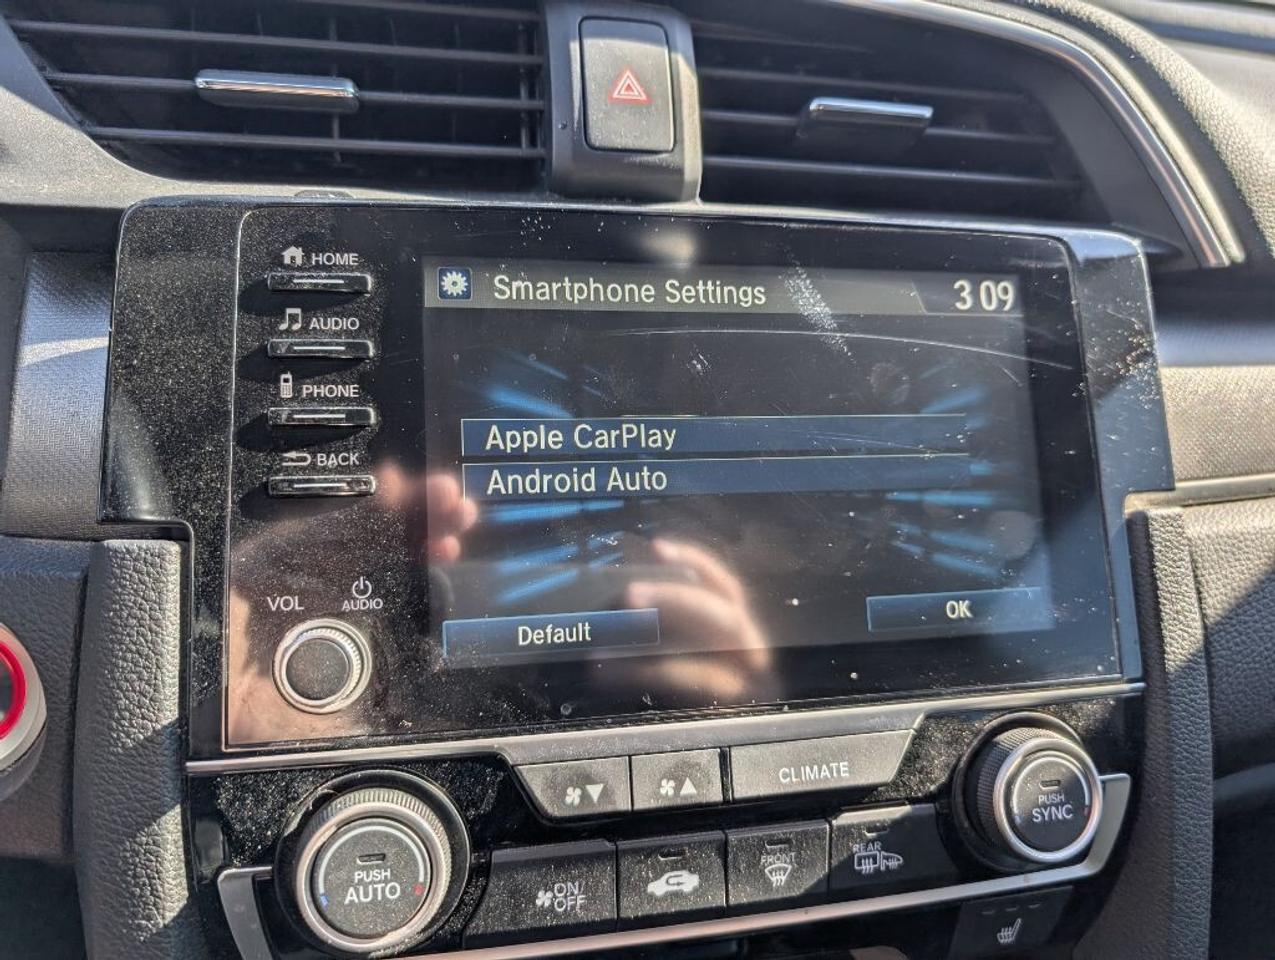 HOME
Smartphone Settings 3 09
AUDIO
PHONE
Apple CarPlay
BACK
Android Auto
VOL AUDIO
OK
Default
CLIMATE
PUSH
SYNC
PUSH
AUTO
ON/
OFF
FRONT
REAR